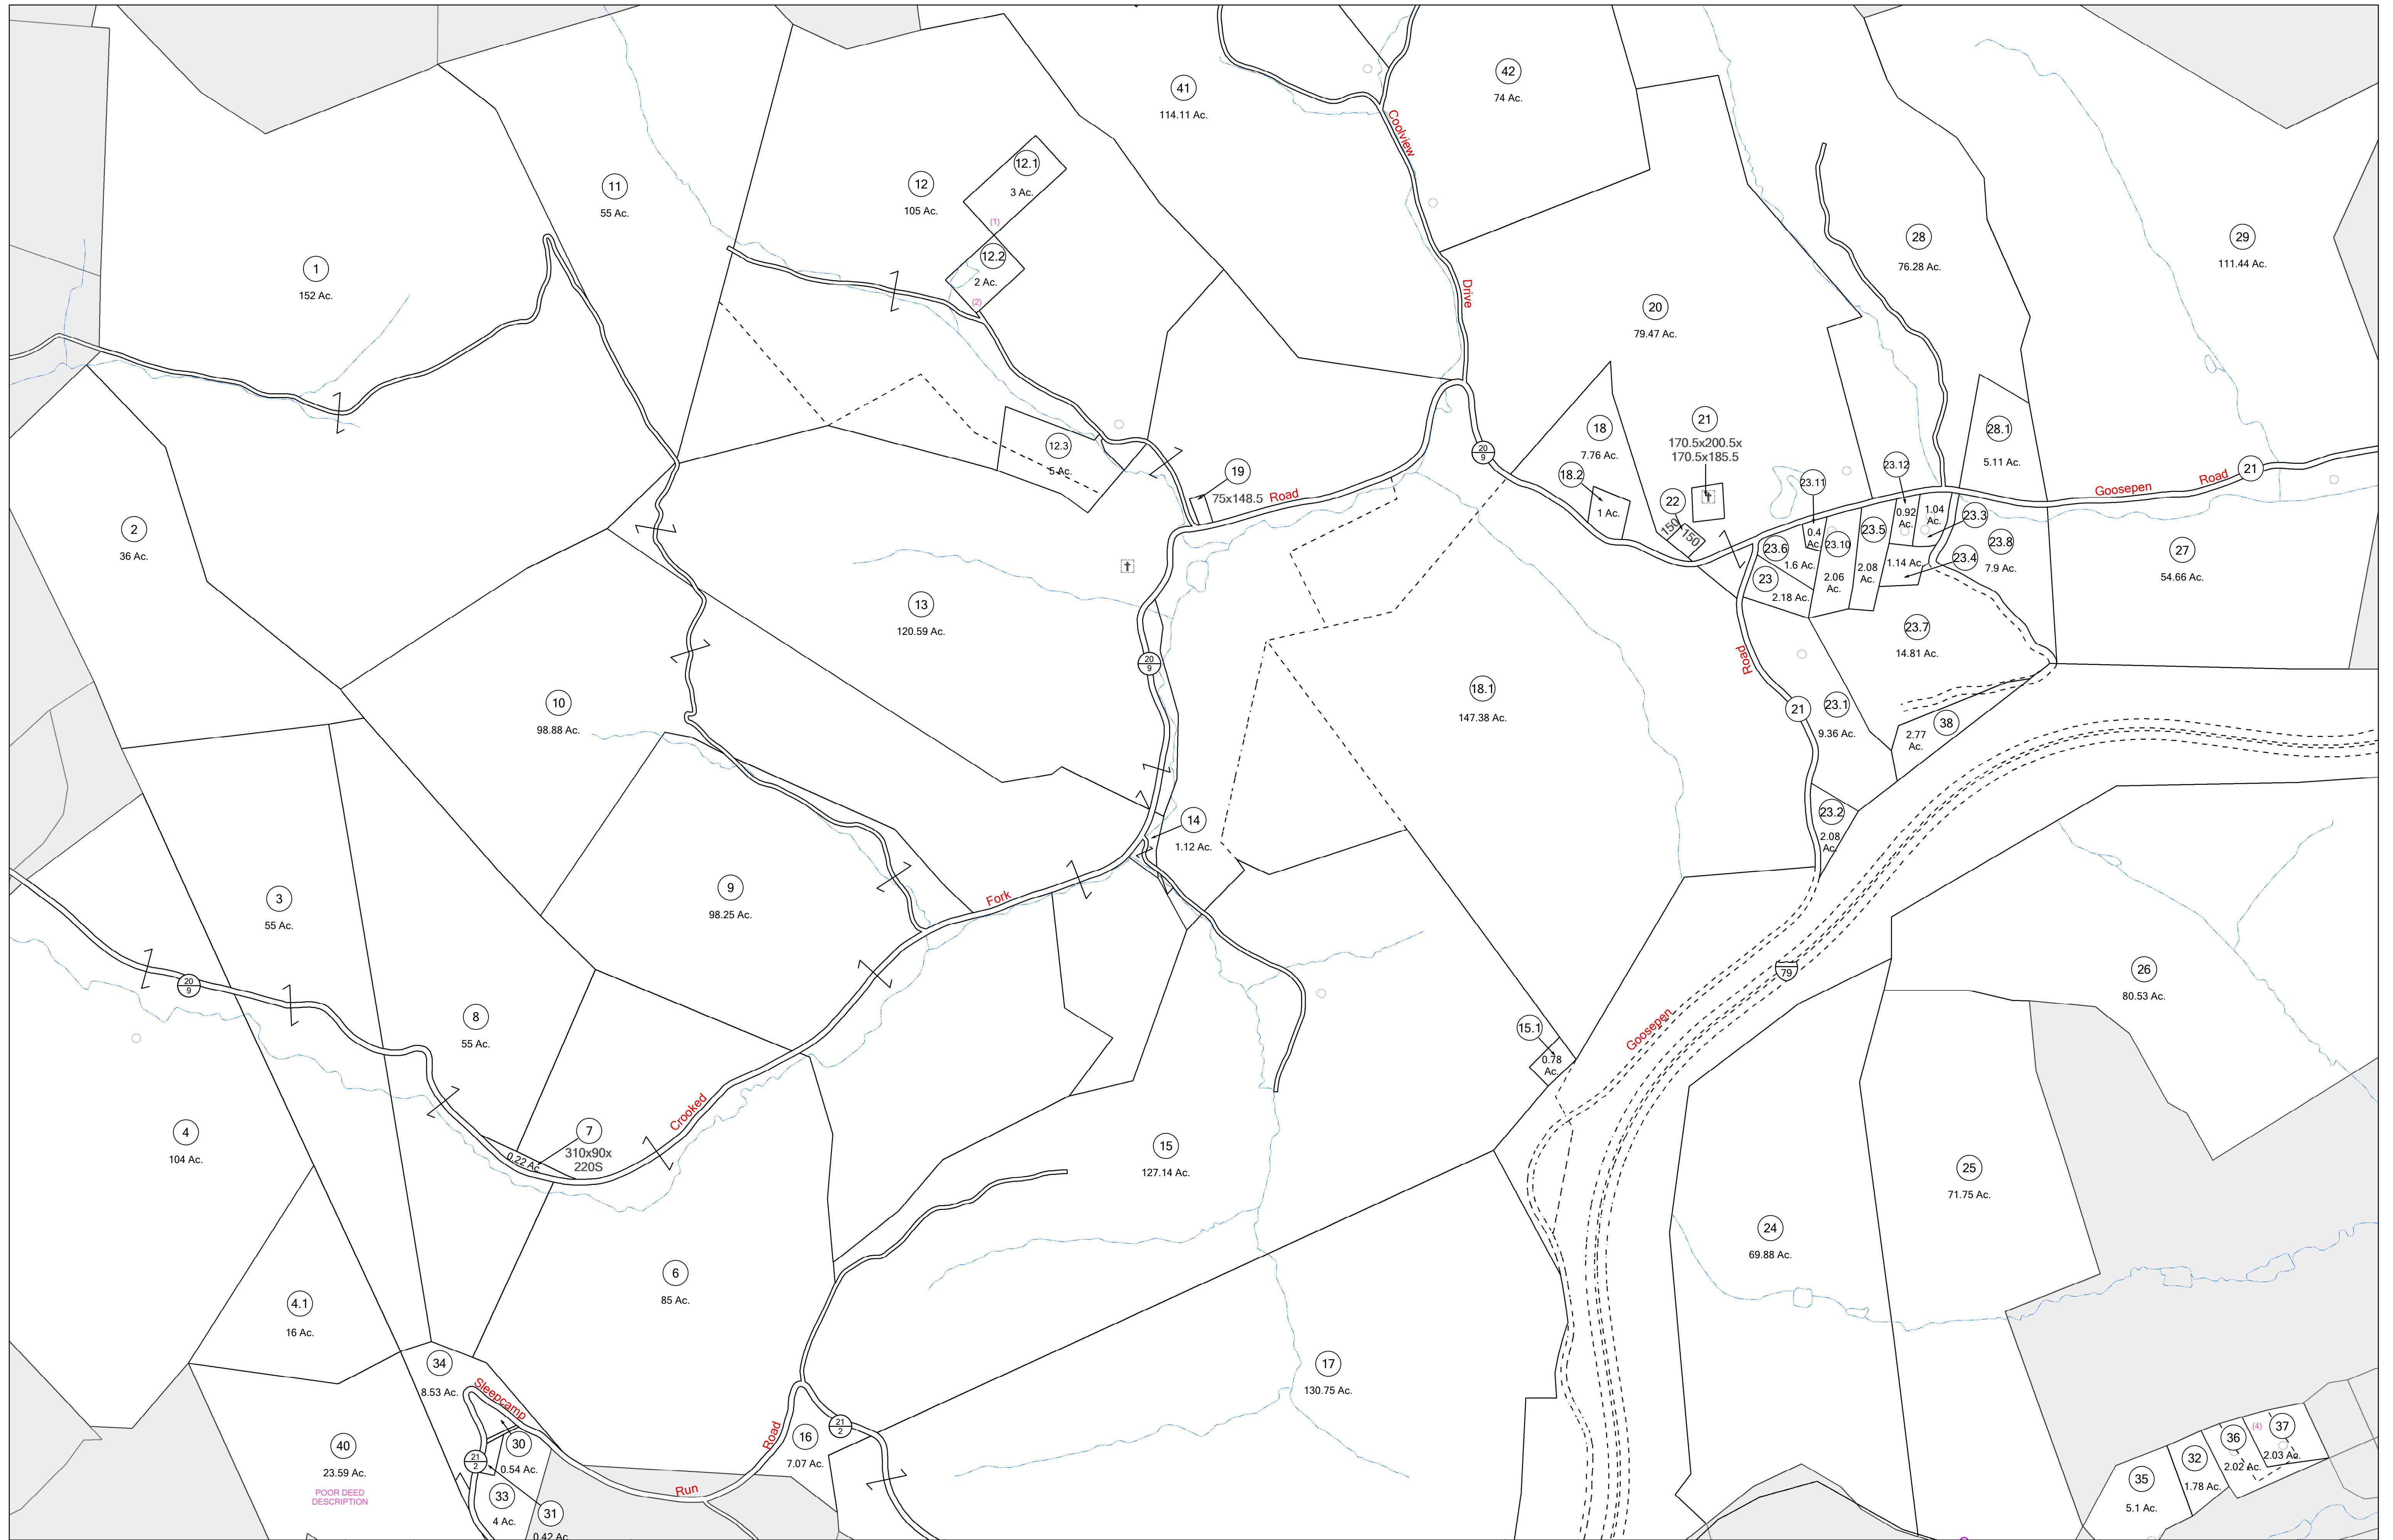 41
114.11 Ac.
42
74 Ac.
Coolview
Drive
12.1
3 Ac.
(1)
11
55 Ac.
12
105 Ac.
12.2
2 Ac.
(2)
1
152 Ac.
28
76.28 Ac.
29
111.44 Ac.
20
79.47 Ac.
18
7.76 Ac.
21
170.5x200.5x
170.5x185.5
28.1
5.11 Ac.
12.3
5 Ac.
19
75x148.5
Road
20
9
18.2
1 Ac.
22
150
150
23.11
0.4
Ac.
23.12
0.92
Ac.
1.04
Ac.
23.3
Goosepen
Road
21
2
36 Ac.
13
120.59 Ac.
23.6
1.6 Ac.
23.10
2.06
Ac.
23.5
2.08
Ac.
1.14 Ac.
23.4
23.8
7.9 Ac.
27
54.66 Ac.
23
2.18 Ac.
23.7
14.81 Ac.
20
9
Road
18.1
147.38 Ac.
10
98.88 Ac.
21
23.1
9.36 Ac.
38
2.77
Ac.
23.2
2.08
Ac.
14
1.12 Ac.
3
55 Ac.
9
98.25 Ac.
Fork
20
9
79
26
80.53 Ac.
8
55 Ac.
15.1
0.78
Ac.
Goosepen
4
104 Ac.
7
310x90x
220S
0.22 Ac.
Crooked
15
127.14 Ac.
25
71.75 Ac.
24
69.88 Ac.
6
85 Ac.
4.1
16 Ac.
34
8.53 Ac.
Sleepcamp
17
130.75 Ac.
40
23.59 Ac.
POOR DEED
DESCRIPTION
30
0.54 Ac.
21
2
33
4 Ac.
31
0.42 Ac.
Run
Road
16
7.07 Ac.
21
2
35
5.1 Ac.
32
1.78 Ac.
36
2.02 Ac.
(4)
37
2.03 Ac.